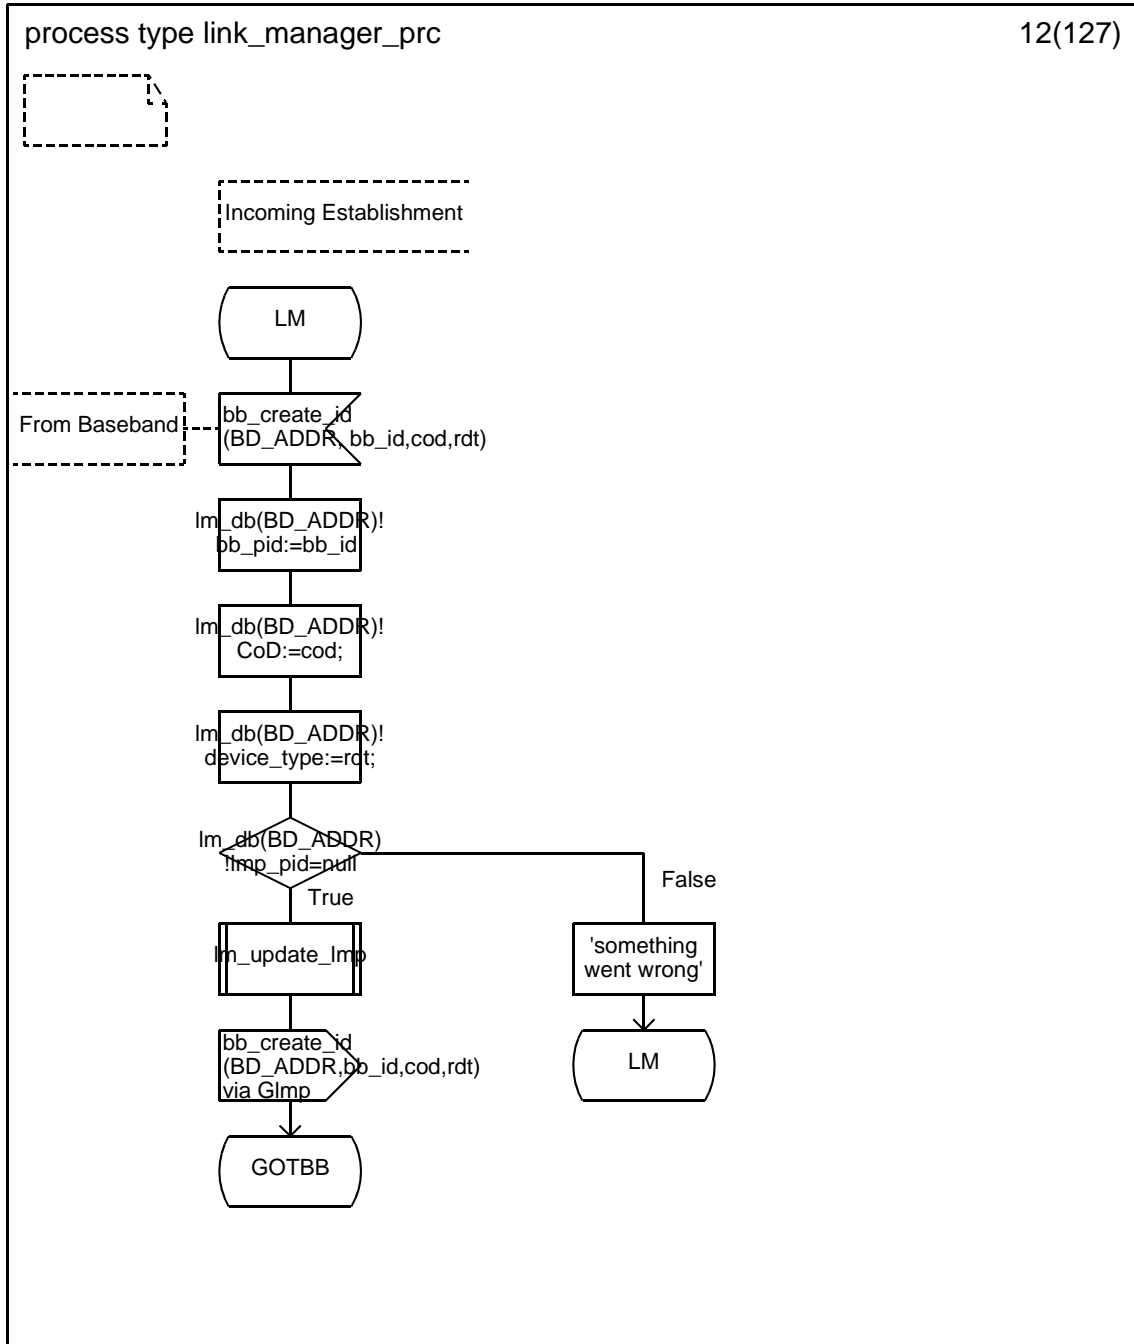 process type link_manager_prc
12(127)
Incoming Establishment
LM
From Baseband
bb_create_id
(BD_ADDR, bb_id,cod,rdt)
lm_db(BD_ADDR)!
bb_pid:=bb_id
lm_db(BD_ADDR)!
CoD:=cod;
lm_db(BD_ADDR)!
device_type:=rdt;
lm_db(BD_ADDR)
!lmp_pid=null
False
True
lm_update_lmp
'something
went wrong'
bb_create_id
(BD_ADDR,bb_id,cod,rdt)
via Glmp
LM
GOTBB